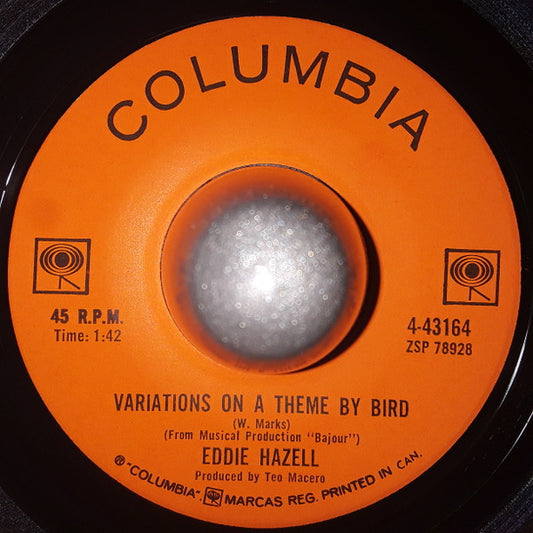 COLUMBIA
45 R.P.M.
Time: 1:42
4-43164
ZSP 78928
VARIATIONS ON A THEME BY BIRD
(W. Marks)
(From Musical Production "Bajour")
EDDIE HAZELL
Produced by Teo Macero
® "COLUMBIA", MARCAS REG. PRINTED IN CAN.